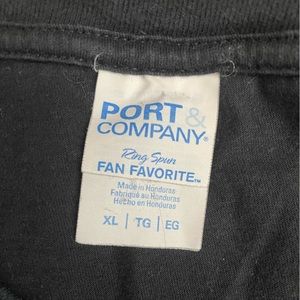 PORT &
COMPANY®
Ring Spun
FAN FAVORITE™
Made in Honduras
Fabriqué au Honduras
Hecho en Honduras
XL | TG | EG